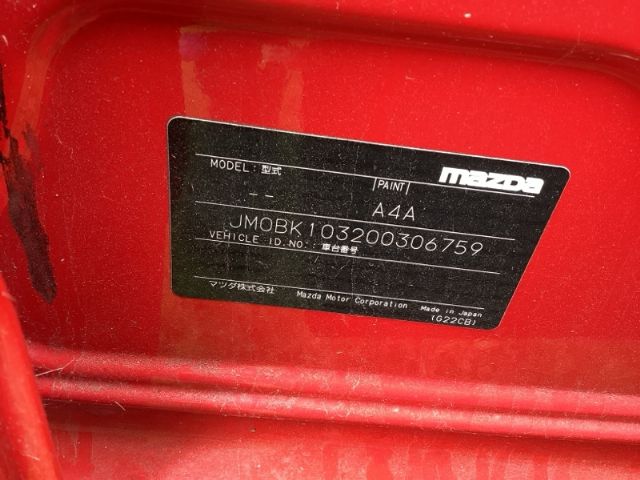 mazda
MODEL:型式 PAINT
-- A4A
JM0BK103200306759
VEHICLE ID.NO.:車台番号
マツダ株式会社 Mazda Motor Corporation Made in Japan
(G22CB)